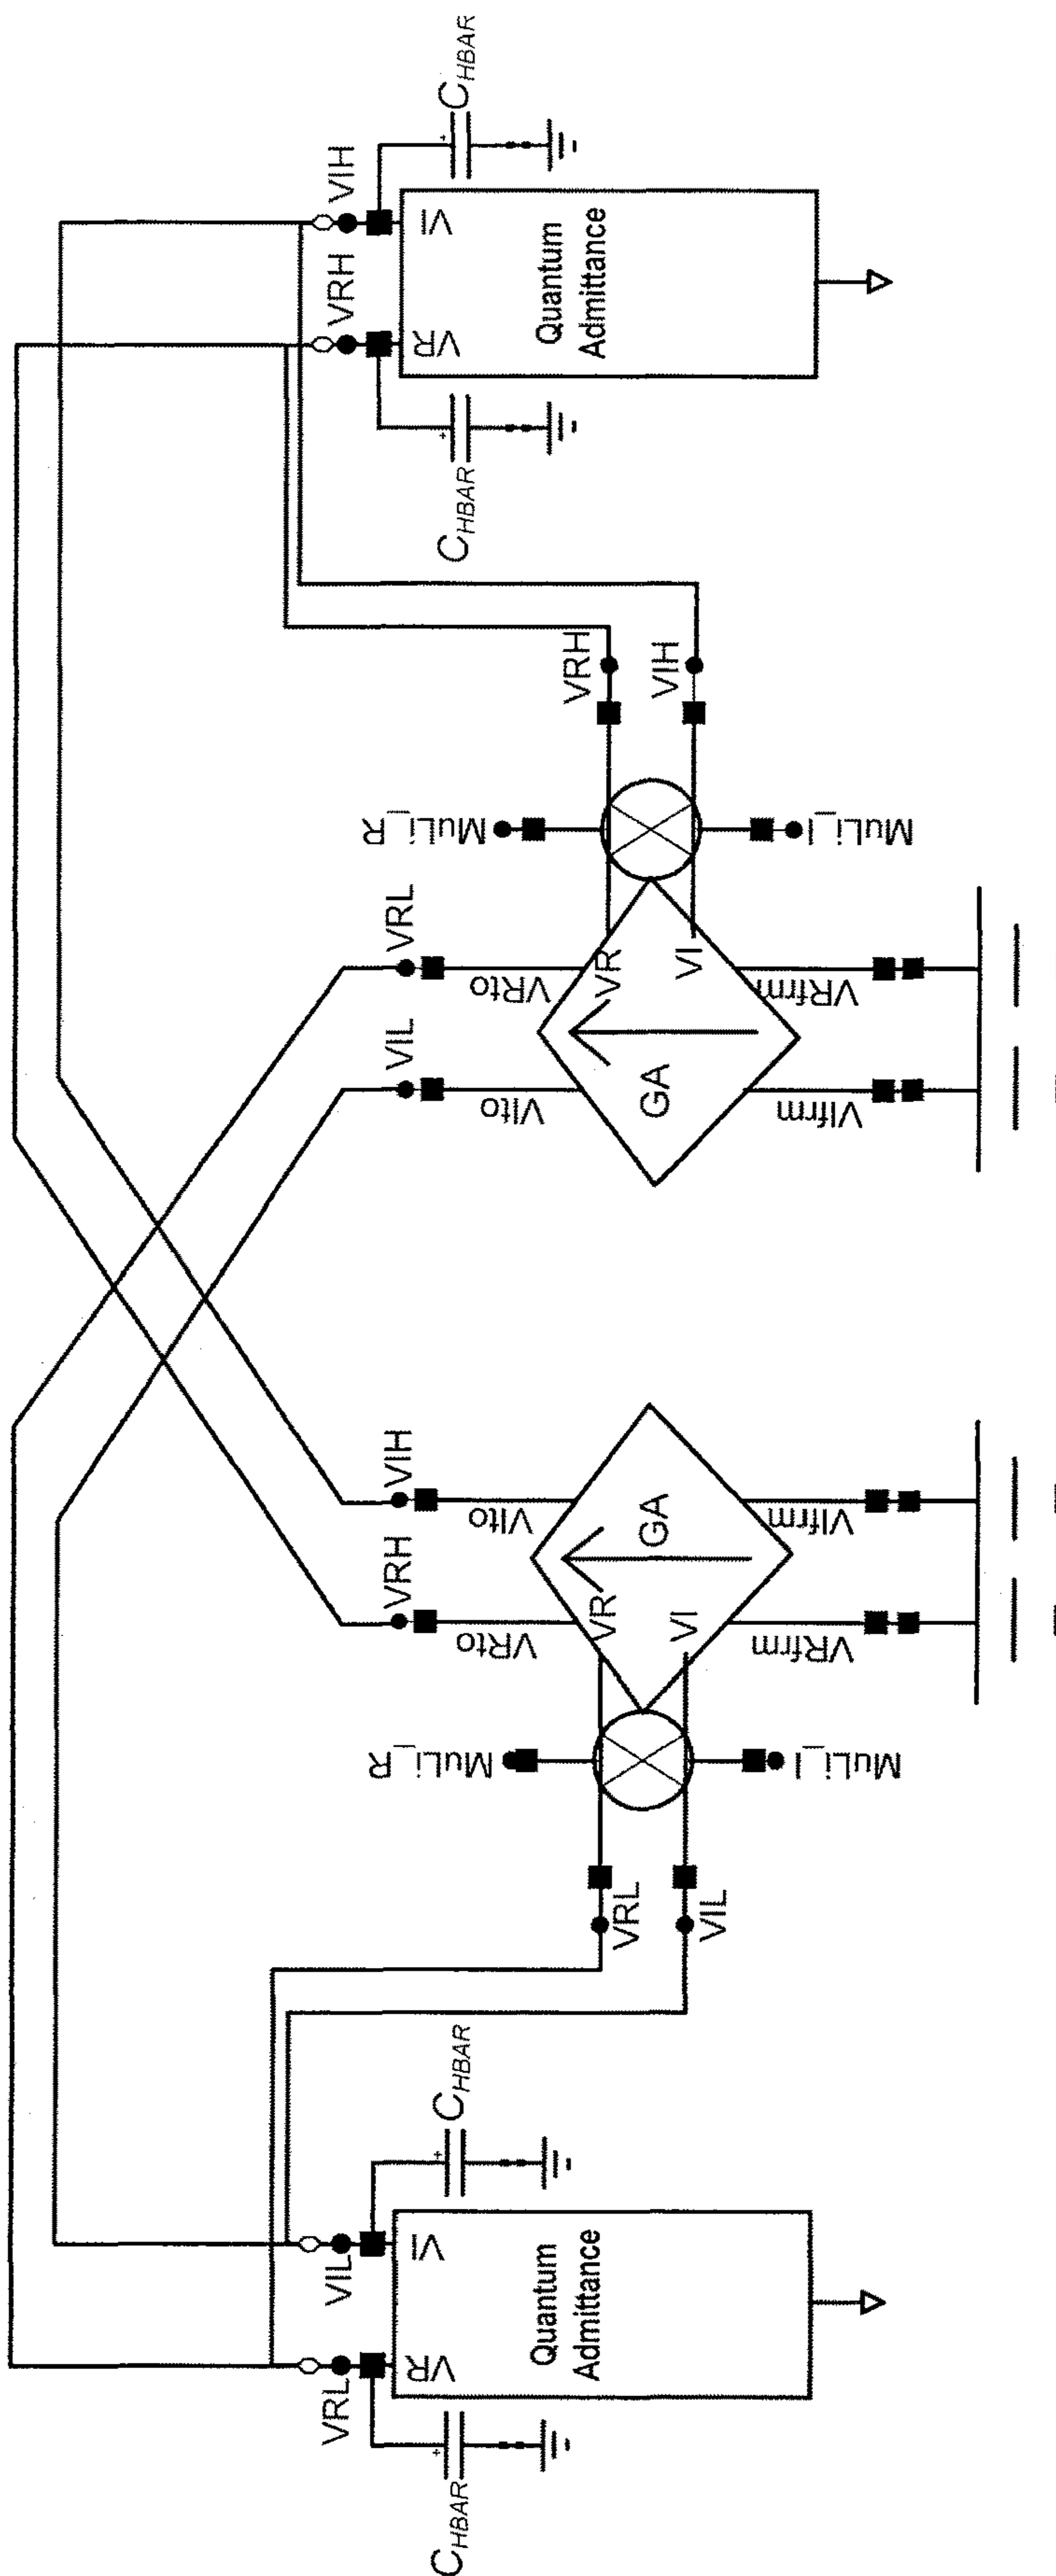 C_HBAR
VIH
VRH
VI
VR
Quantum
Admittance
C_HBAR
VRH
VIH
MuLi_R
MuLi_I
VRL
VIL
VRto
VIto
VR
VI
GA
VRfrm
VIfrm
VIH
VRH
VIto
VRto
GA
VR
VI
VIfrm
VRfrm
MuLi_R
MuLi_I
VRL
VIL
C_HBAR
VIL
VRL
VI
VR
Quantum
Admittance
C_HBAR